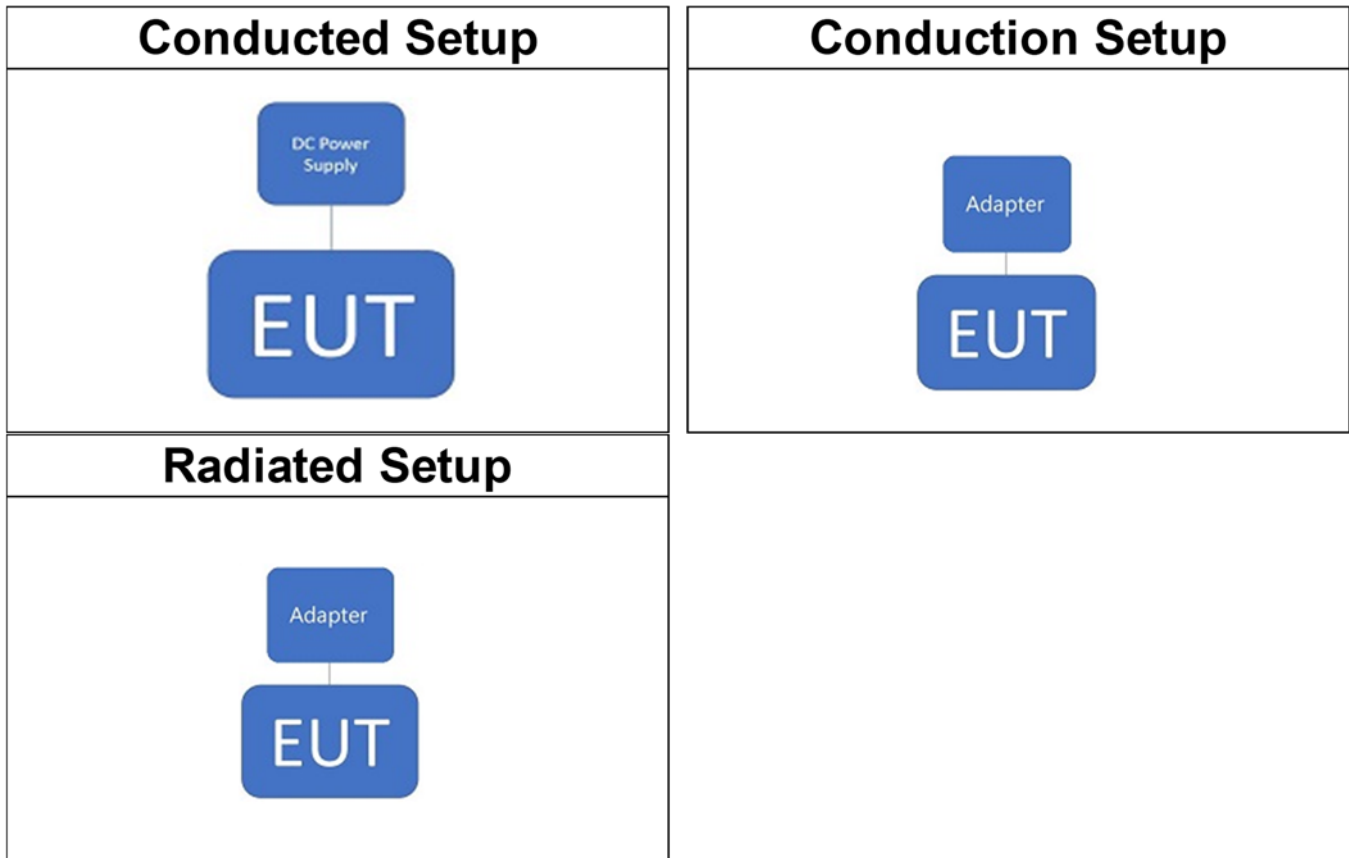 Conducted Setup
DC Power
Supply
EUT
Conduction Setup
Adapter
EUT
Radiated Setup
Adapter
EUT